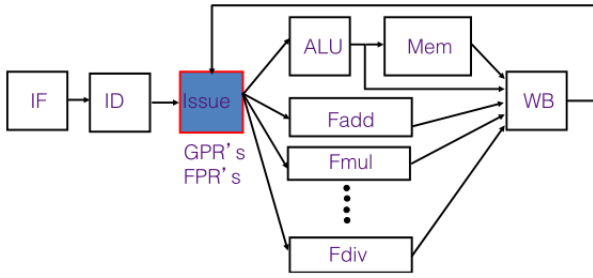 IF
ID
Issue
GPR's
FPR's
ALU
Mem
Fadd
Fmul
Fdiv
WB